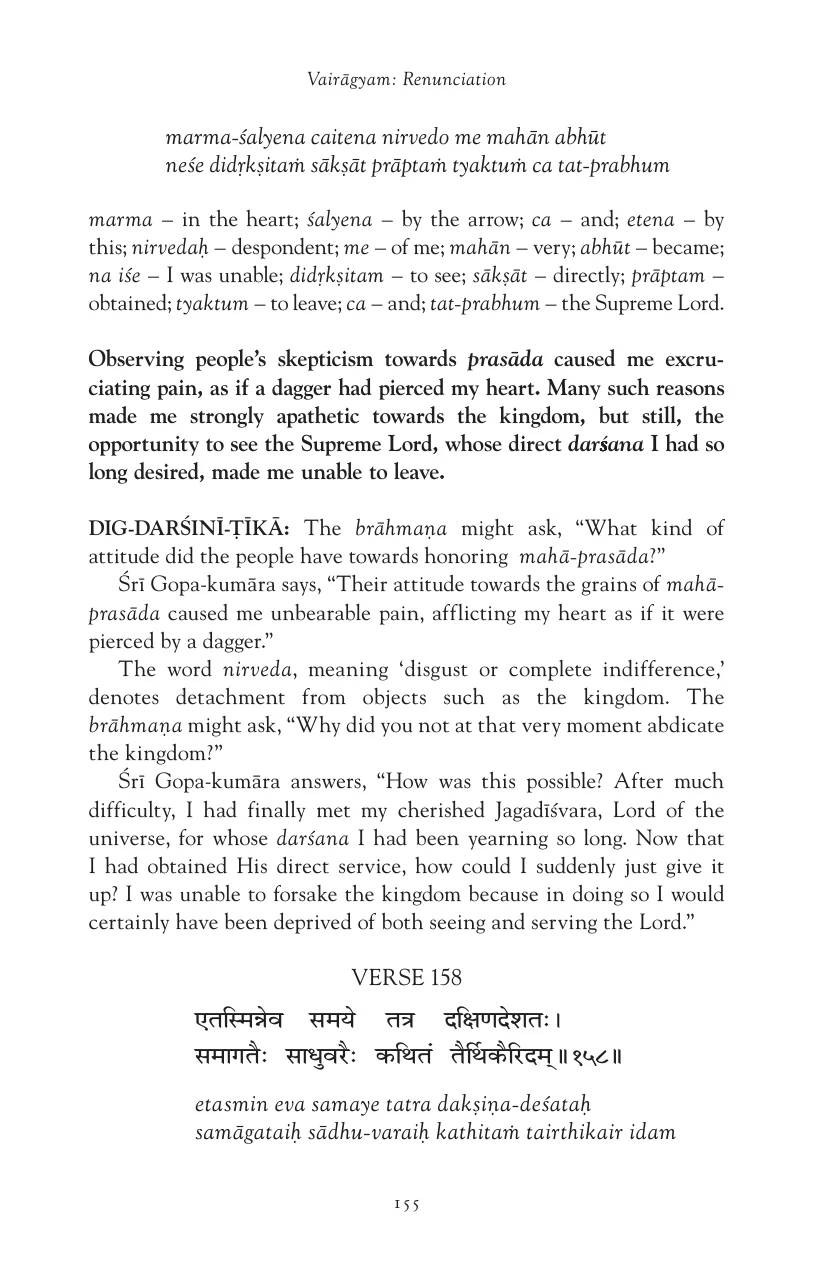 Vairāgyam: Renunciation
marma-śalyena caitena nirvedo me mahān abhūt
neśe didṛkṣitaṁ sākṣāt prāptaṁ tyaktuṁ ca tat-prabhum
marma – in the heart; śalyena – by the arrow; ca – and; etena – by
this; nirvedaḥ – despondent; me – of me; mahān – very; abhūt – became;
na iśe – I was unable; didṛkṣitam – to see; sākṣāt – directly; prāptam –
obtained; tyaktum – to leave; ca – and; tat-prabhum – the Supreme Lord.
Observing people’s skepticism towards prasāda caused me excru-
ciating pain, as if a dagger had pierced my heart. Many such reasons
made me strongly apathetic towards the kingdom, but still, the
opportunity to see the Supreme Lord, whose direct darśana I had so
long desired, made me unable to leave.
DIG-DARŚINĪ-ṬĪKĀ: The brāhmaṇa might ask, “What kind of
attitude did the people have towards honoring mahā-prasāda?”
Śrī Gopa-kumāra says, “Their attitude towards the grains of mahā-
prasāda caused me unbearable pain, afflicting my heart as if it were
pierced by a dagger.”
The word nirveda, meaning ‘disgust or complete indifference,’
denotes detachment from objects such as the kingdom. The
brāhmaṇa might ask, “Why did you not at that very moment abdicate
the kingdom?”
Śrī Gopa-kumāra answers, “How was this possible? After much
difficulty, I had finally met my cherished Jagadīśvara, Lord of the
universe, for whose darśana I had been yearning so long. Now that
I had obtained His direct service, how could I suddenly just give it
up? I was unable to forsake the kingdom because in doing so I would
certainly have been deprived of both seeing and serving the Lord.”
VERSE 158
एतस्मिन्नेव समये तत्र दक्षिणदेशतः।
समागतैः साधुवरैः कथितं तैर्थिकैरिदम्॥१५८॥
etasmin eva samaye tatra dakṣiṇa-deśataḥ
samāgataiḥ sādhu-varaiḥ kathitaṁ tairthikair idam
155